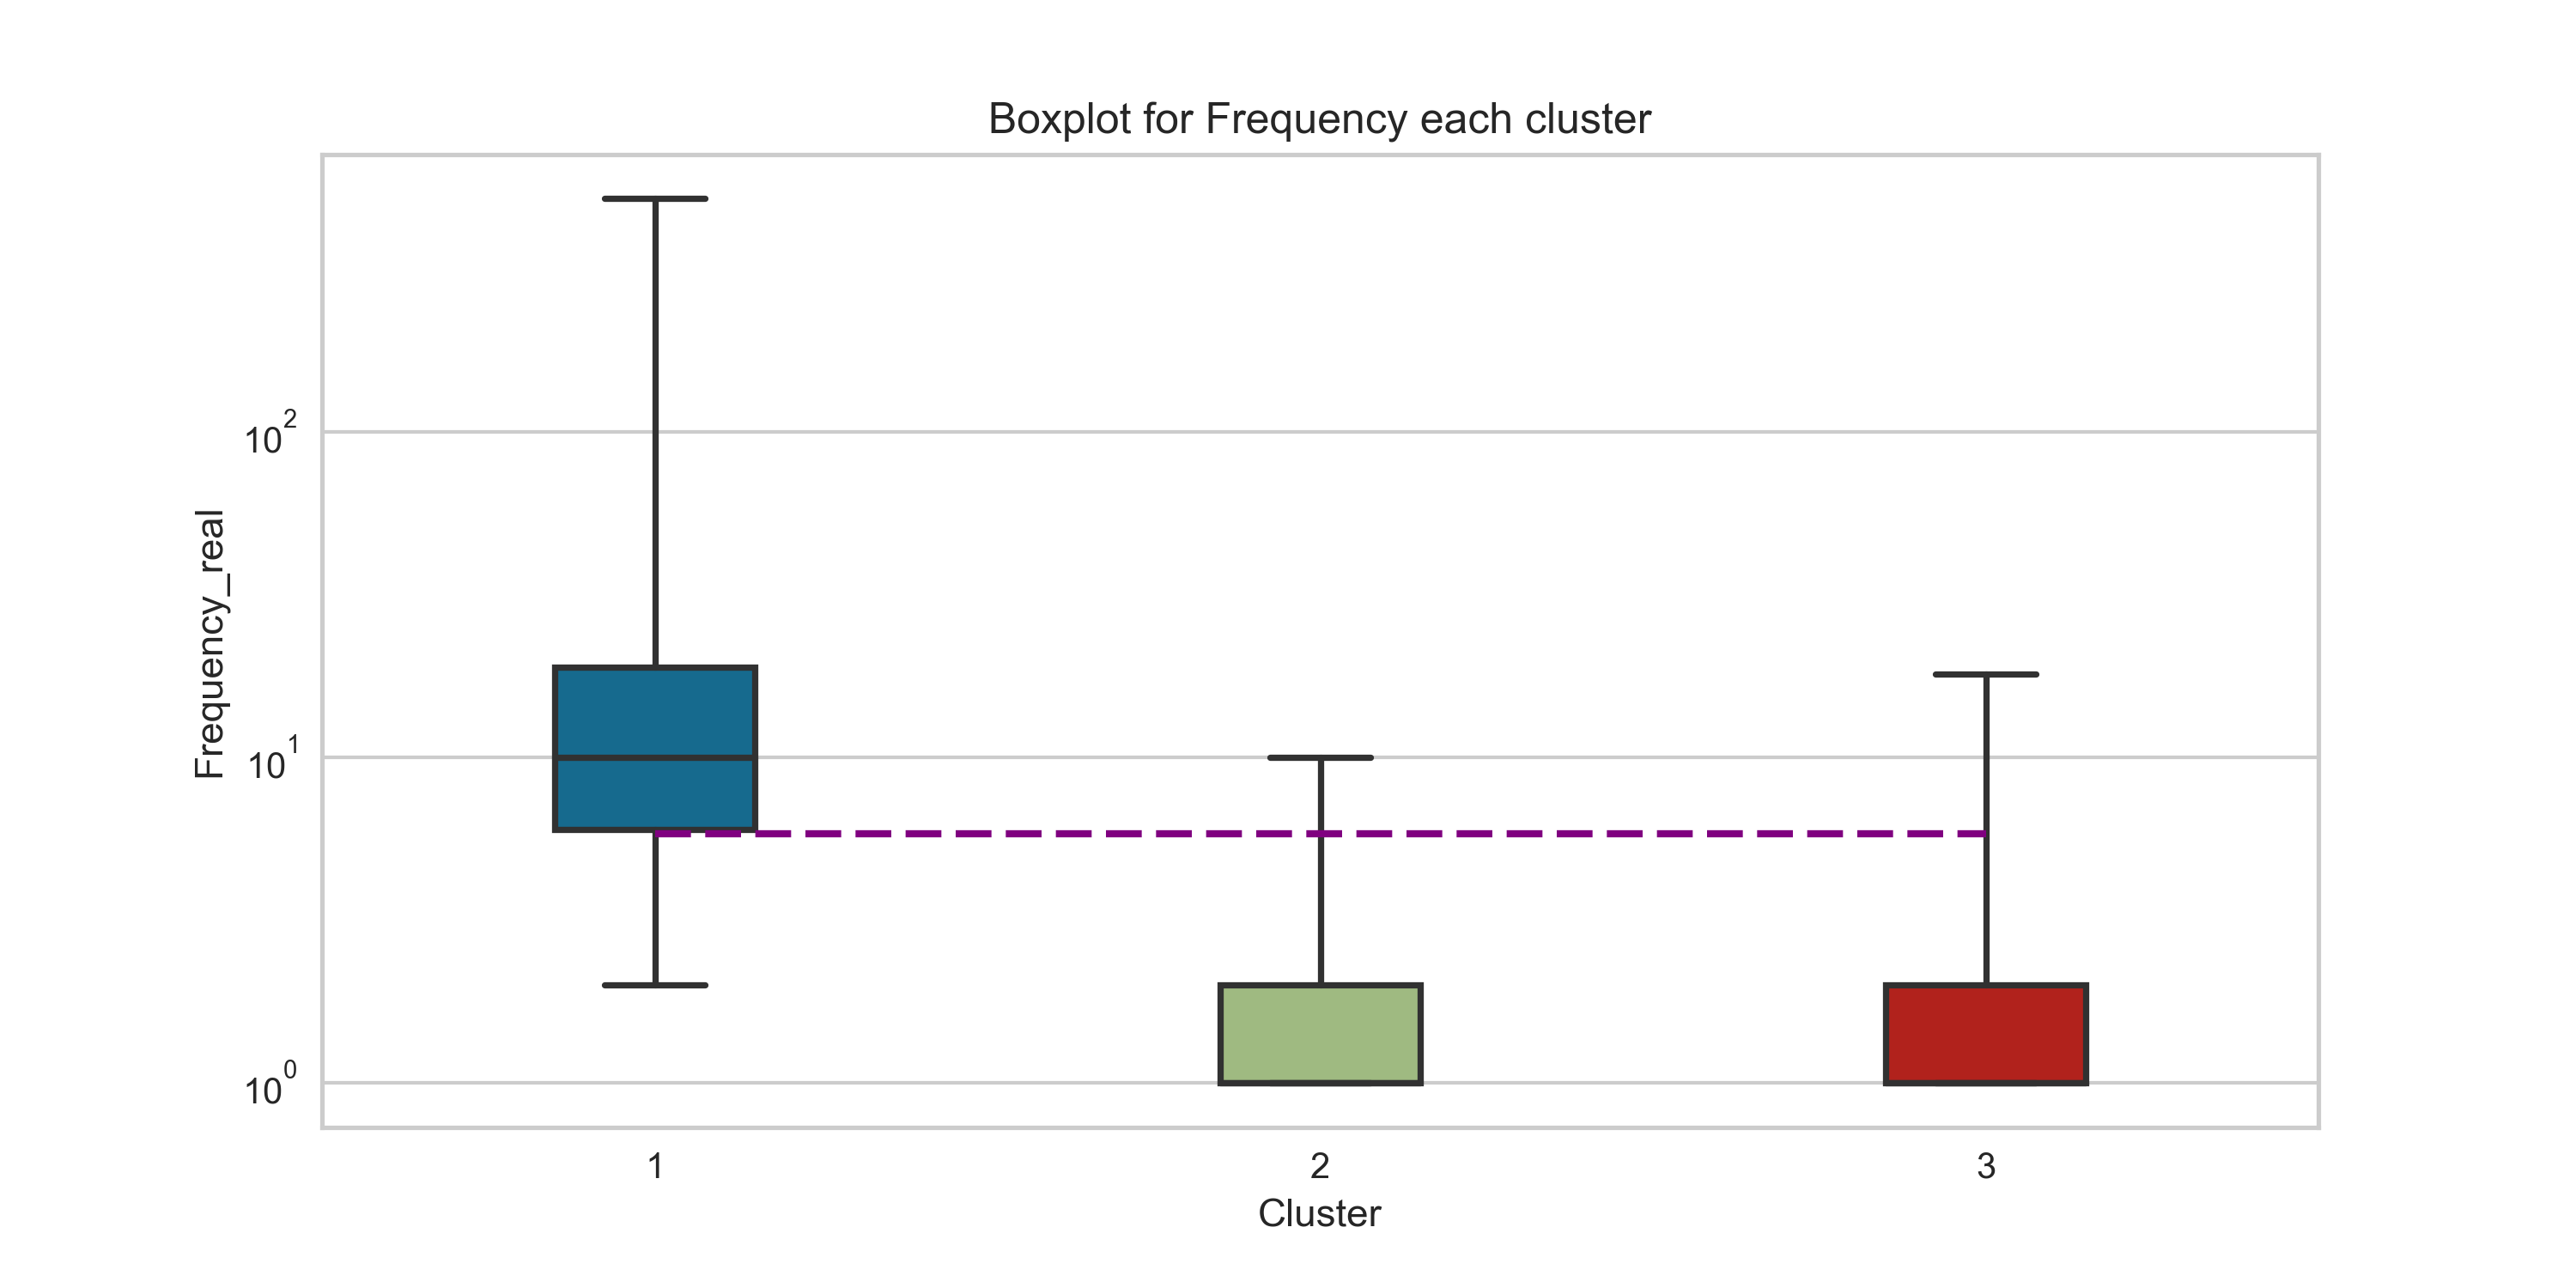 Boxplot for Frequency each cluster
Frequency_real
10^2
10^1
10^0
1 2 3
Cluster